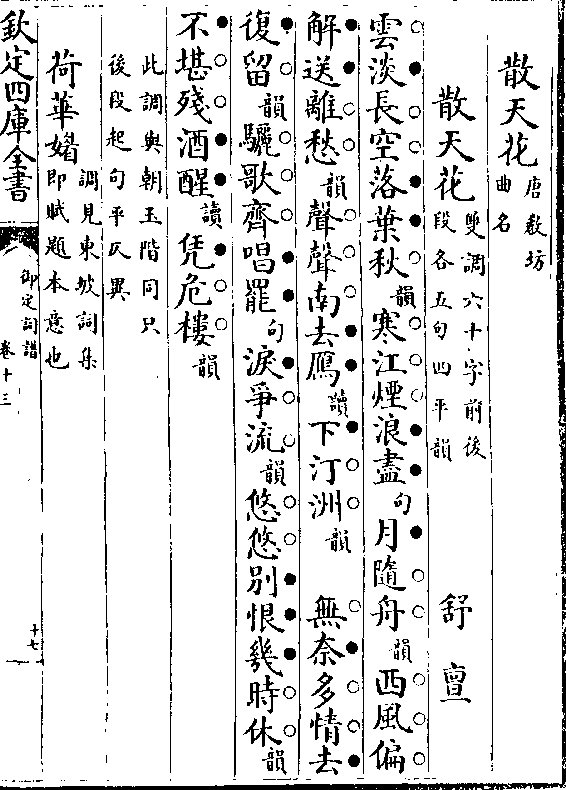 散天花唐教坊曲名
散天花雙調六十字前後段各五句四平韻 舒亶
雲淡長空落葉秋韻寒江煙浪盡句月隨舟韻西風偏
解送離愁韻聲聲南去鴈讀下汀洲韻 無奈多情去
復留韻驪歌齊唱罷句淚爭流韻悠悠別恨幾時休韻
不堪殘酒醒讀凭危樓韻
此調與朝玉階同只後段起句平仄異
荷華媚調見東坡詞集即賦題本意也
欽定四庫全書 御定詞譜 卷十三 十七